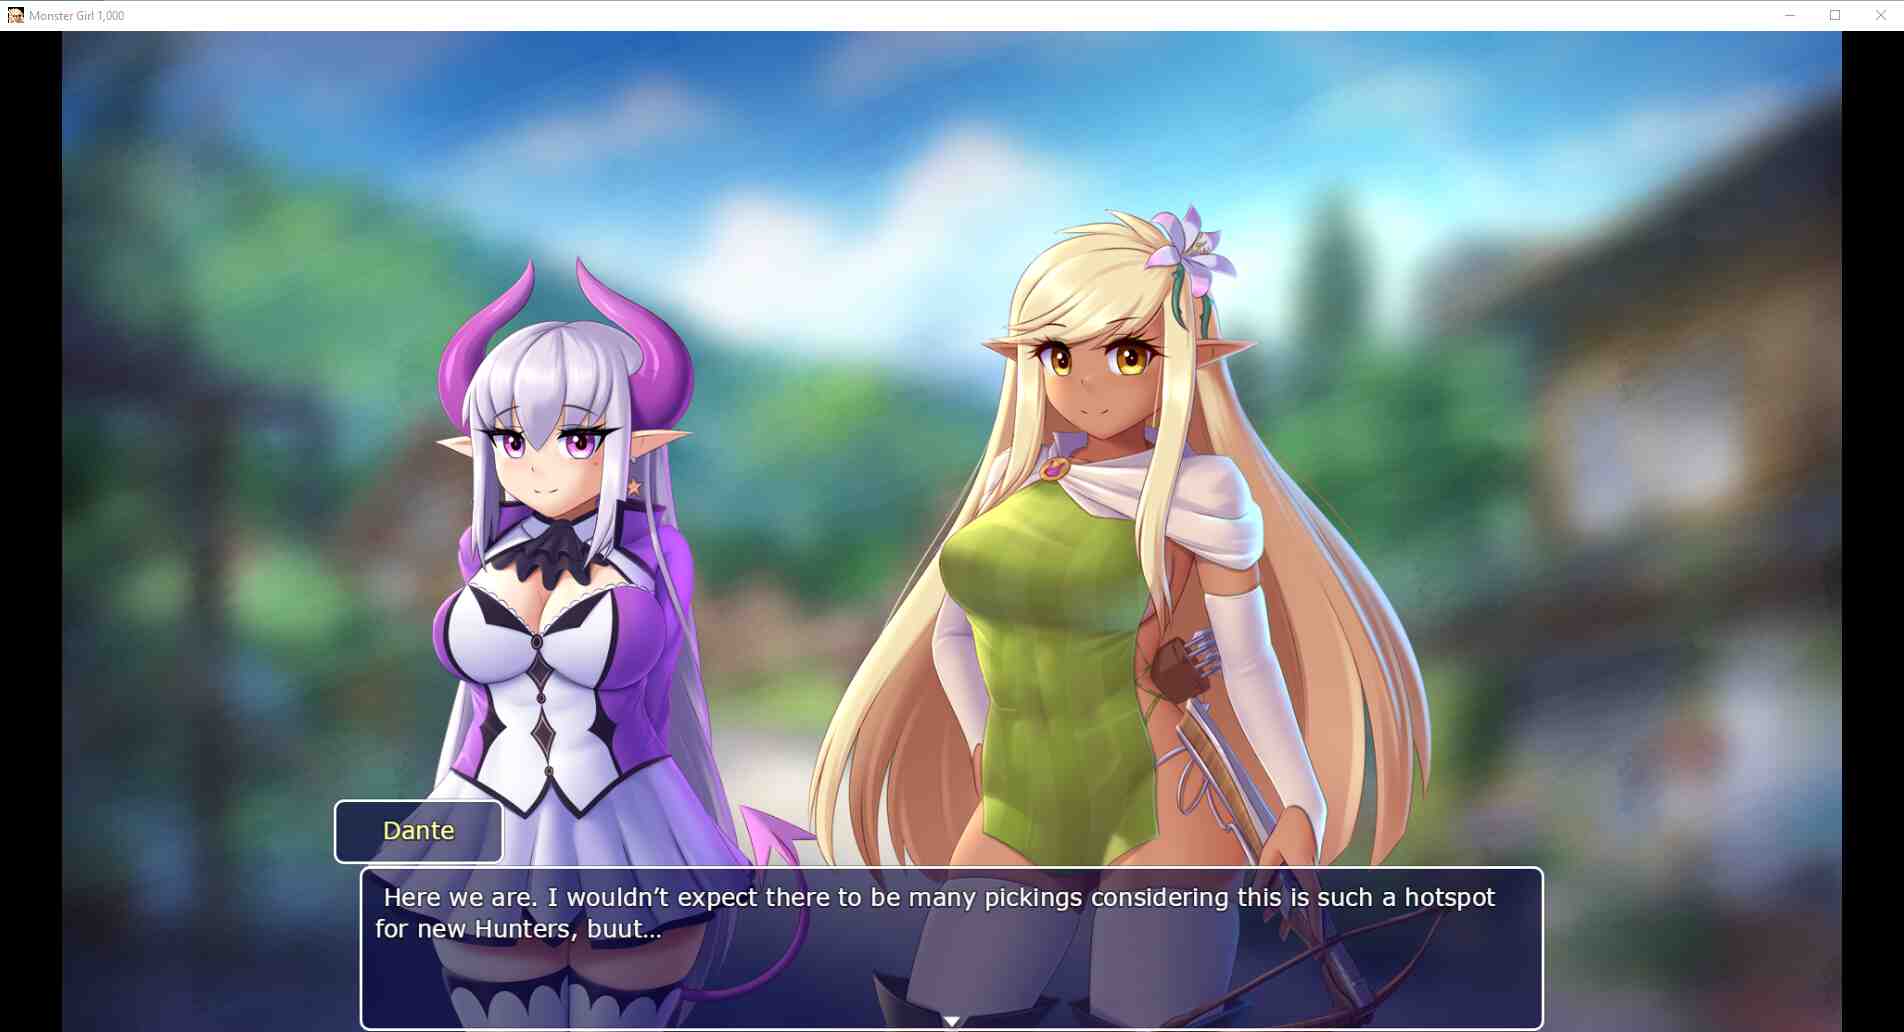 Monster Girl 1,000
Dante
Here we are. I wouldn’t expect there to be many pickings considering this is such a hotspot
for new Hunters, buut…